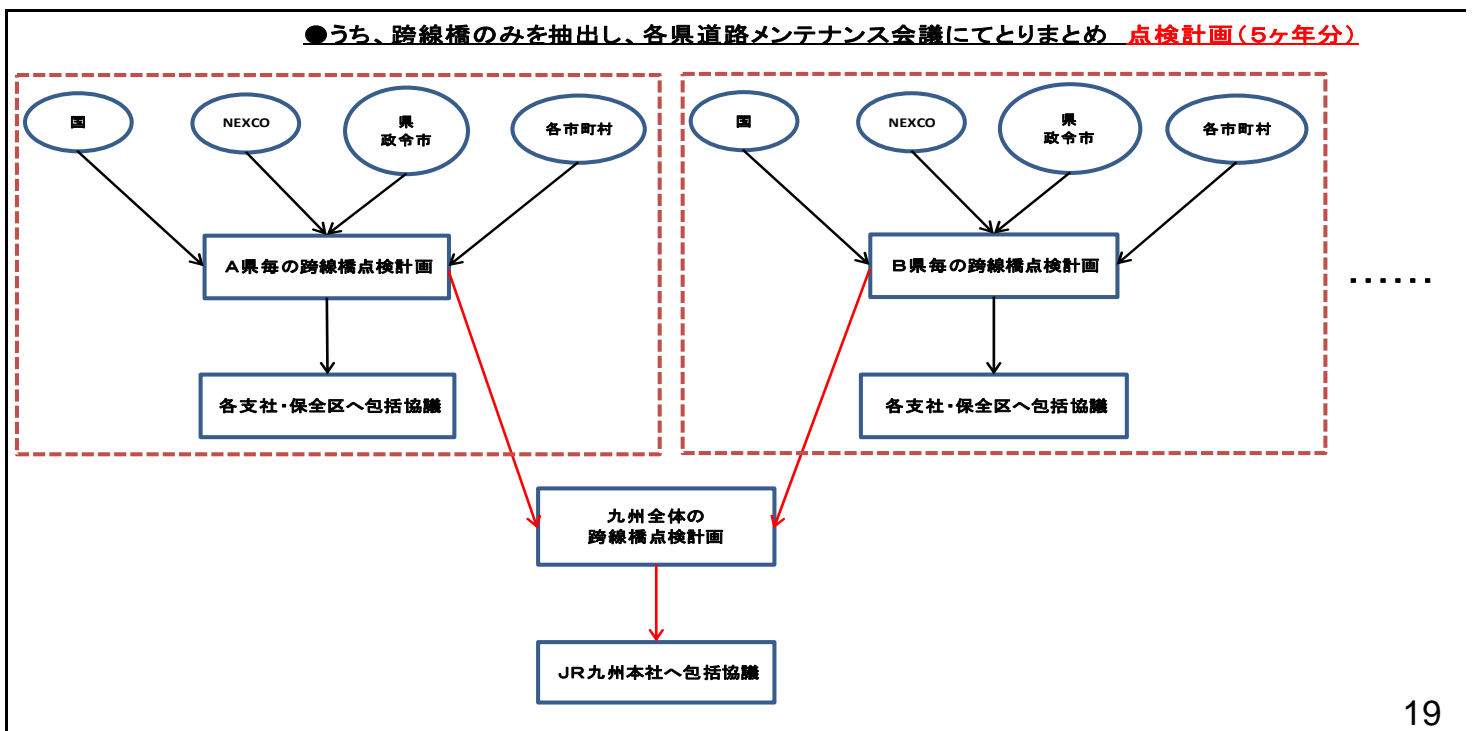 ●うち、跨線橋のみを抽出し、各県道路メンテナンス会議にてとりまとめ 点検計画(5ヶ年分)
国
NEXCO
県
政令市
各市町村
A県毎の跨線橋点検計画
各支社・保全区へ包括協議
国
NEXCO
県
政令市
各市町村
B県毎の跨線橋点検計画
各支社・保全区へ包括協議
・・・・・・
九州全体の
跨線橋点検計画
JR九州本社へ包括協議
19